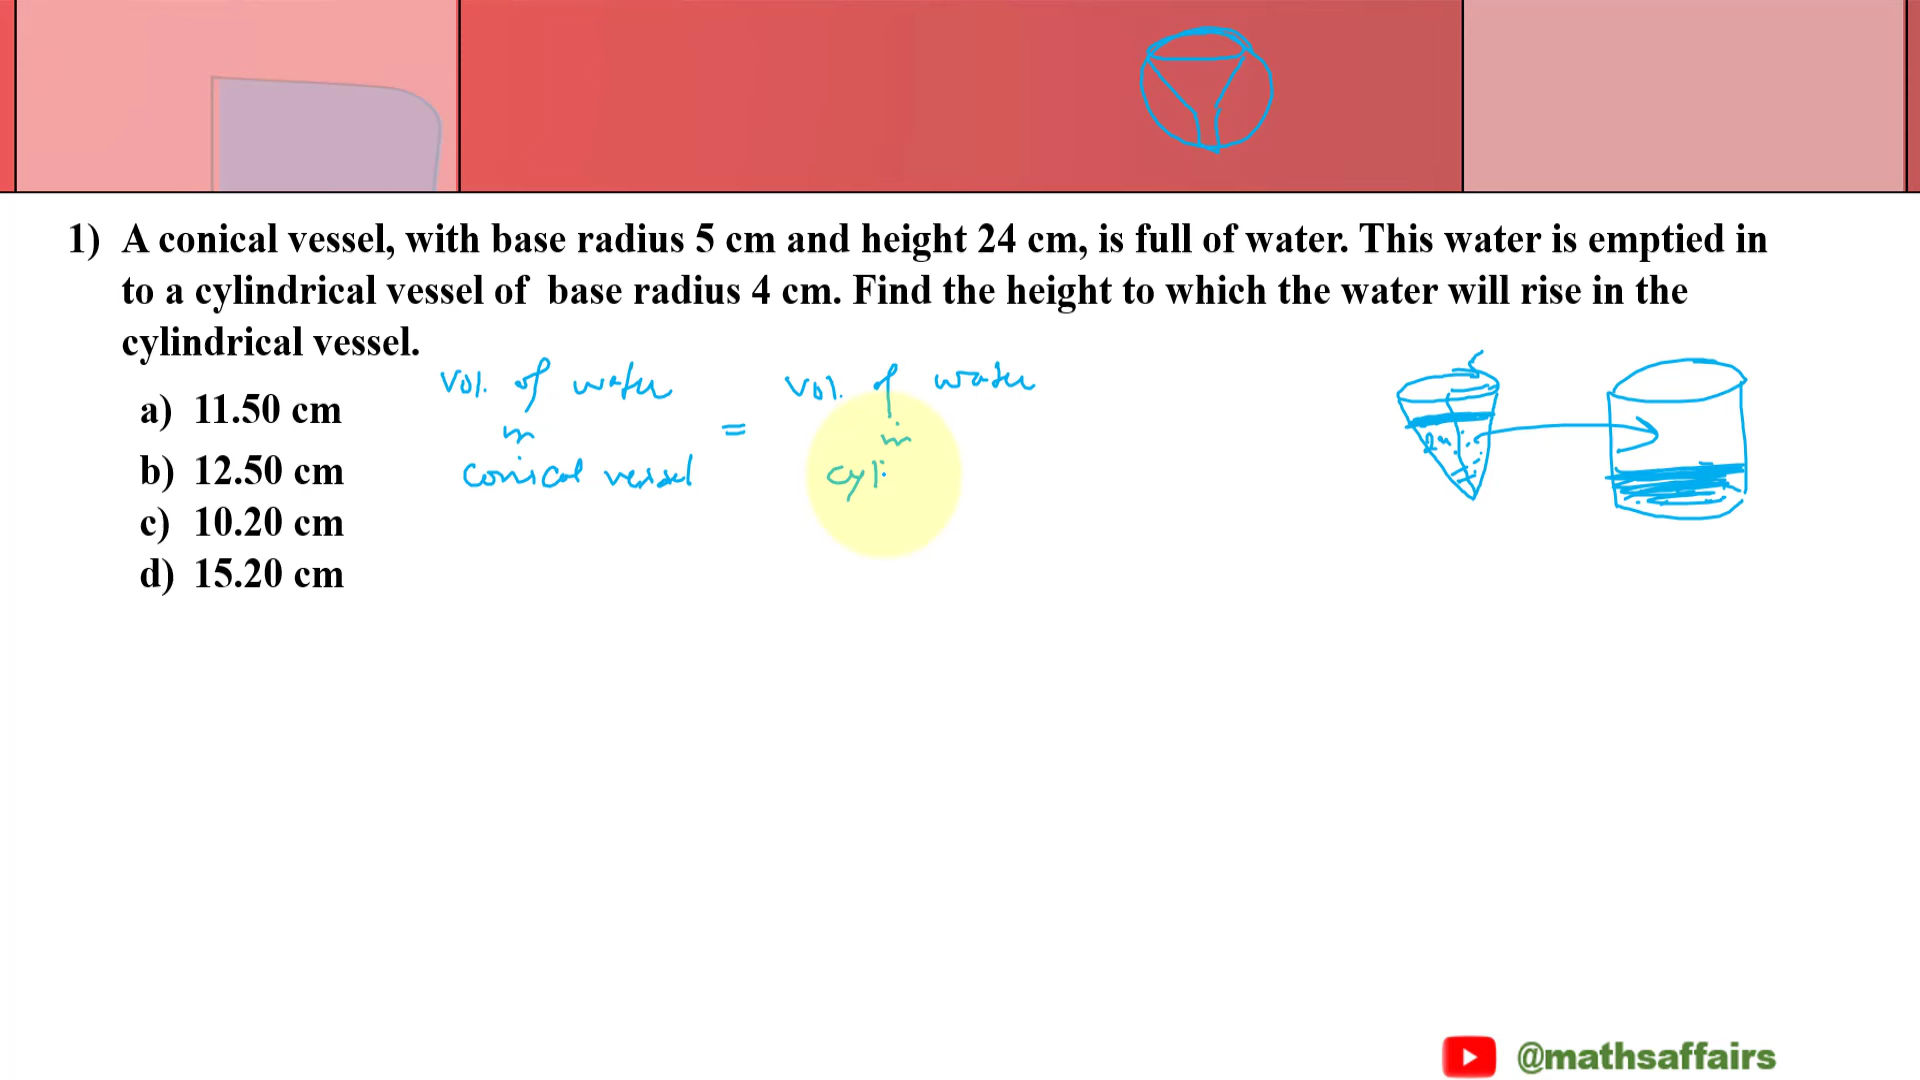 1) A conical vessel, with base radius 5 cm and height 24 cm, is full of water. This water is emptied in
to a cylindrical vessel of base radius 4 cm. Find the height to which the water will rise in the
cylindrical vessel.
Vol. of water
in
conical vessel
=
Vol. of water
in
cyli
a) 11.50 cm
b) 12.50 cm
c) 10.20 cm
d) 15.20 cm
5
24
@mathsaffairs